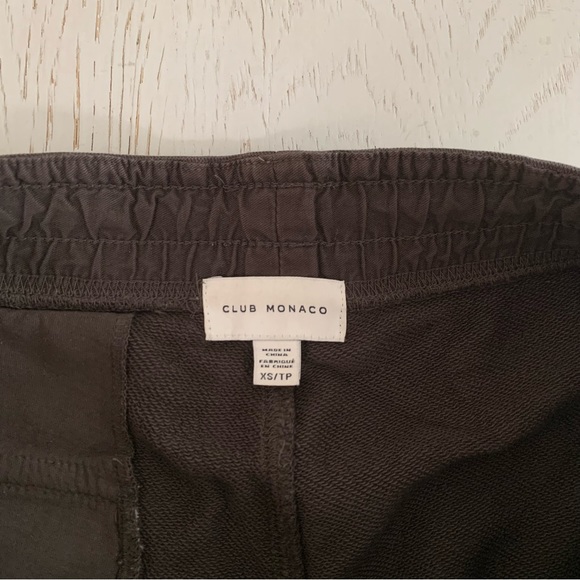 CLUB MONACO
MADE IN
CHINA
FABRIQUÉ
EN CHINE
XS/TP